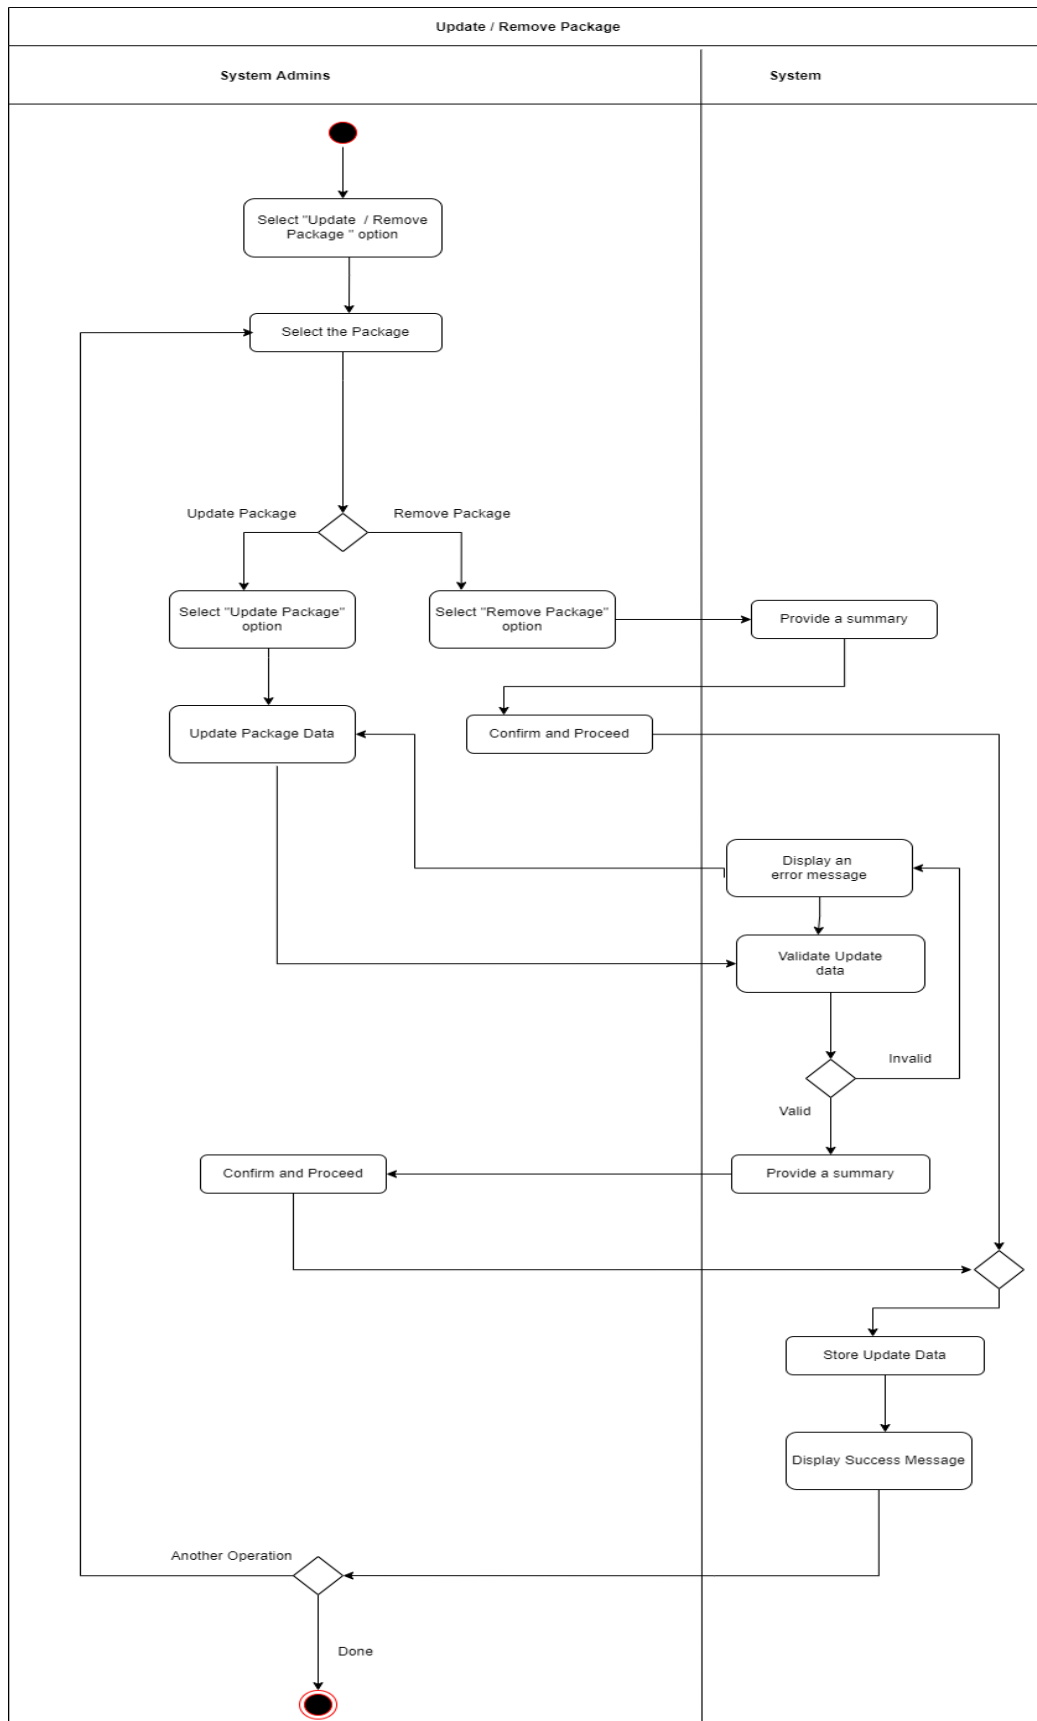 Update / Remove Package
System Admins
System
Select "Update  / Remove
Package " option
Select the Package
Update Package
Remove Package
Select "Update Package"
option
Select "Remove Package"
option
Provide a summary
Update Package Data
Confirm and Proceed
Display an
error message
Validate Update
data
Invalid
Valid
Confirm and Proceed
Provide a summary
Store Update Data
Display Success Message
Another Operation
Done